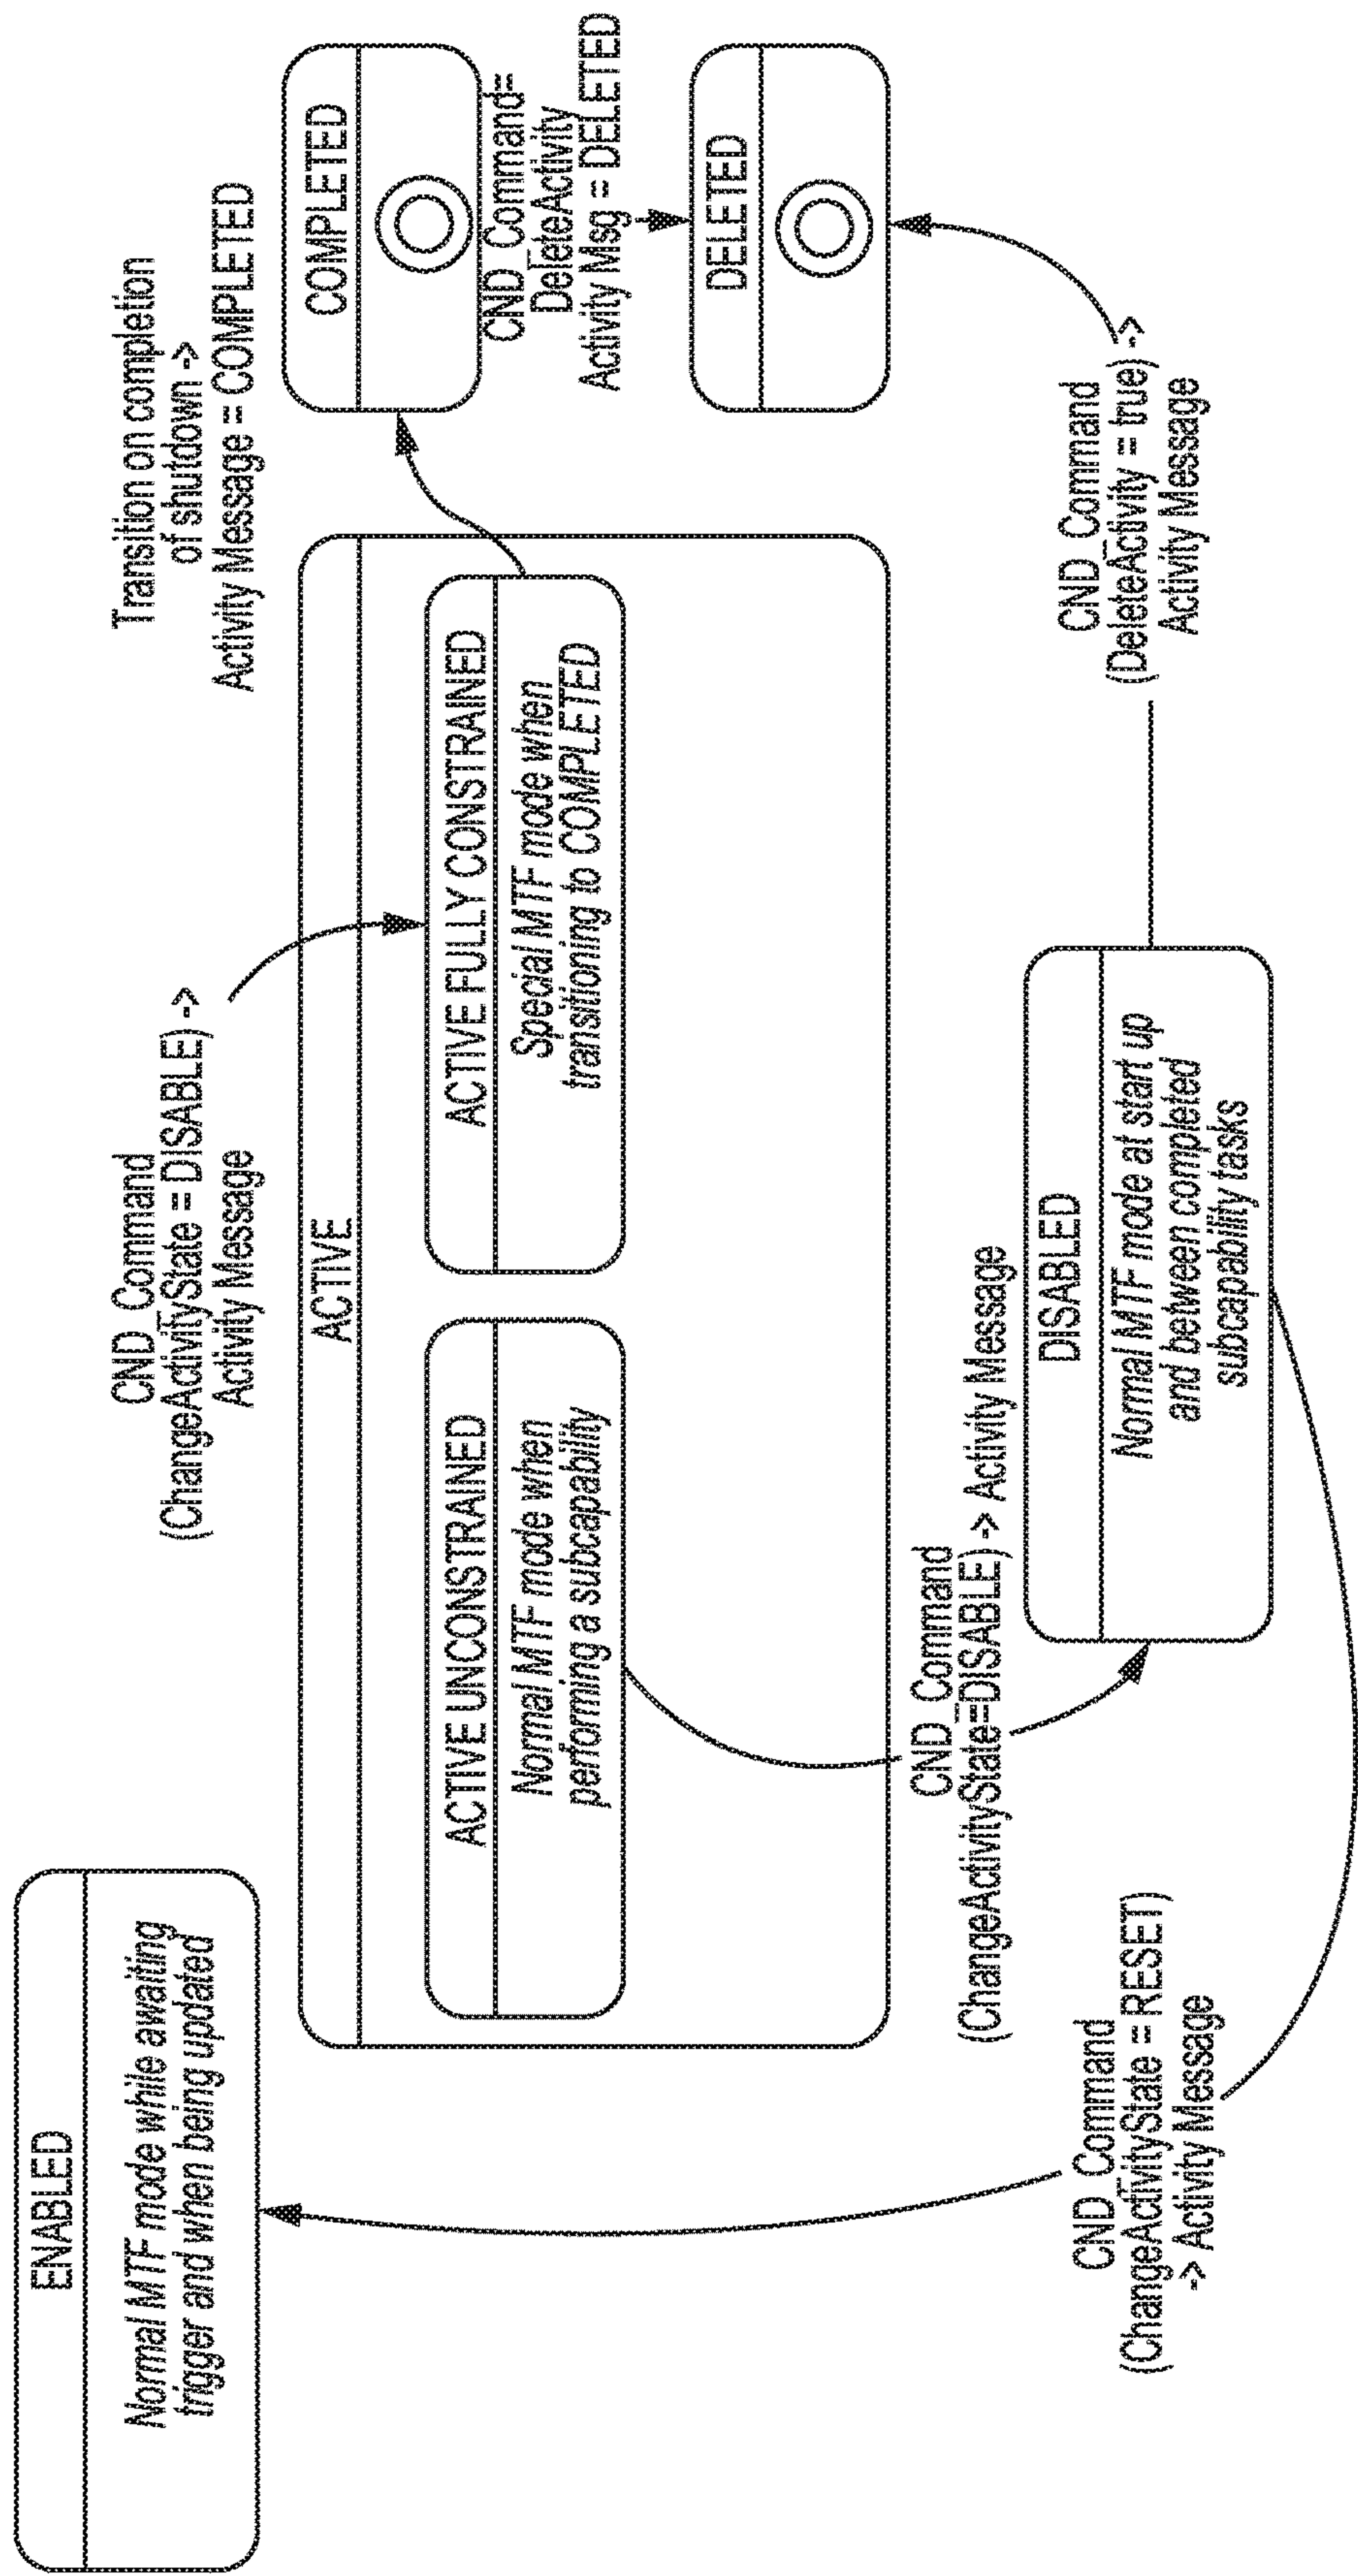 ENABLED
Normal MTF mode while awaiting
trigger and when being updated
CND_Command
(ChangeActivityState = DISABLE) ->
Activity Message
Transition on completion
of shutdown ->
Activity Message = COMPLETED
ACTIVE
ACTIVE UNCONSTRAINED
Normal MTF mode when
performing a subcapability
ACTIVE FULLY CONSTRAINED
Special MTF mode when
transitioning to COMPLETED
COMPLETED
CND_Command=
DeleteActivity
Activity Msg = DELETED
DELETED
CND_Command
(ChangeActivityState=DISABLE) -> Activity Message
DISABLED
Normal MTF mode at start up
and between completed
subcapability tasks
CND_Command
(ChangeActivityState = RESET)
-> Activity Message
CND_Command
(DeleteActivity = true) ->
Activity Message